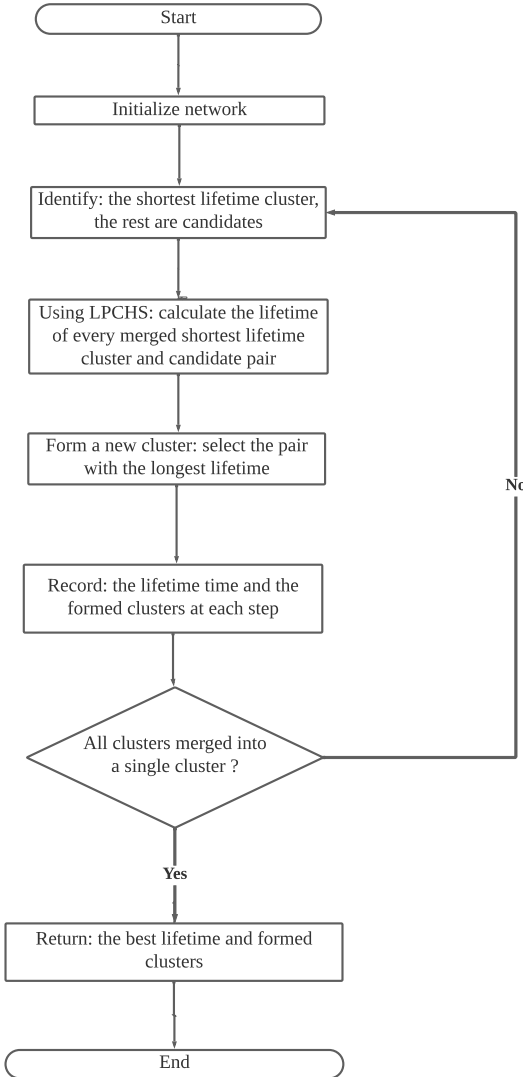 Start
Initialize network
Identify: the shortest lifetime cluster,
the rest are candidates
Using LPCHS: calculate the lifetime
of every merged shortest lifetime
cluster and candidate pair
Form a new cluster: select the pair
with the longest lifetime
No
Record: the lifetime time and the
formed clusters at each step
All clusters merged into
a single cluster ?
Yes
Return: the best lifetime and formed
clusters
End